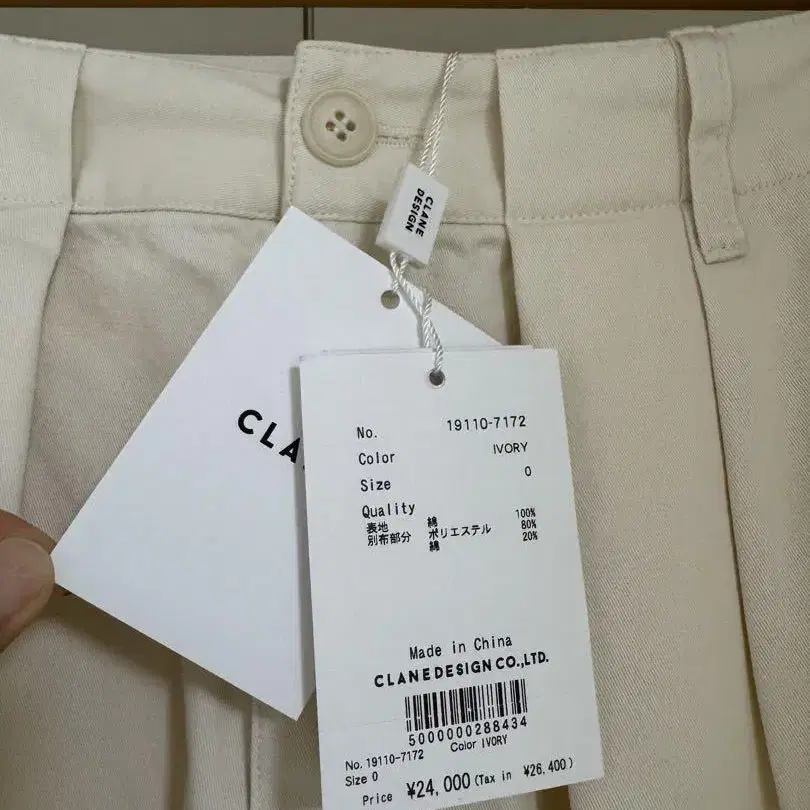 CLANE
DESIGN
CLA
No. 19110-7172
Color IVORY
Size 0
Quality
表地 綿 100%
別布部分 ポリエステル 80%
綿 20%
Made in China
CLANEDESIGN CO.,LTD.
5000000288434
No. 19110-7172 Color IVORY
Size 0
Price ¥24,000 (Tax in ¥26,400)